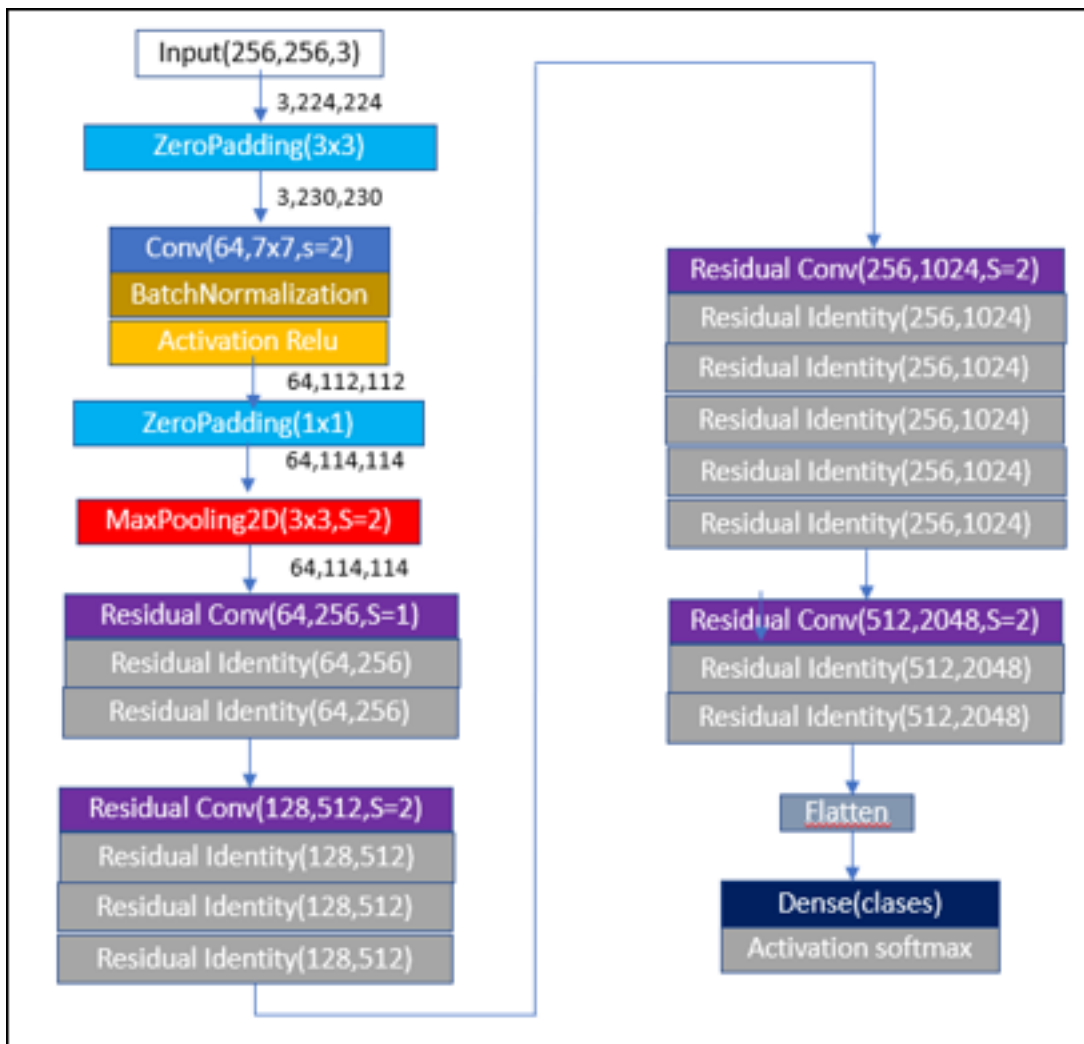 Input(256,256,3)
3,224,224
ZeroPadding(3x3)
3,230,230
Conv(64,7x7,s=2)
BatchNormalization
Activation Relu
64,112,112
ZeroPadding(1x1)
64,114,114
MaxPooling2D(3x3,S=2)
64,114,114
Residual Conv(64,256,S=1)
Residual Identity(64,256)
Residual Identity(64,256)
Residual Conv(128,512,S=2)
Residual Identity(128,512)
Residual Identity(128,512)
Residual Identity(128,512)
Residual Conv(256,1024,S=2)
Residual Identity(256,1024)
Residual Identity(256,1024)
Residual Identity(256,1024)
Residual Identity(256,1024)
Residual Identity(256,1024)
Residual Conv(512,2048,S=2)
Residual Identity(512,2048)
Residual Identity(512,2048)
Flatten
Dense(clases)
Activation softmax